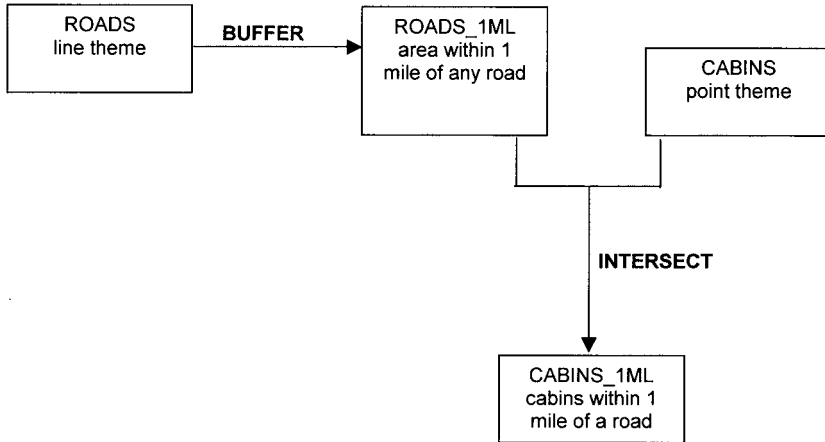 ROADS
line theme
BUFFER
ROADS_1ML
area within 1
mile of any road
CABINS
point theme
INTERSECT
CABINS_1ML
cabins within 1
mile of a road